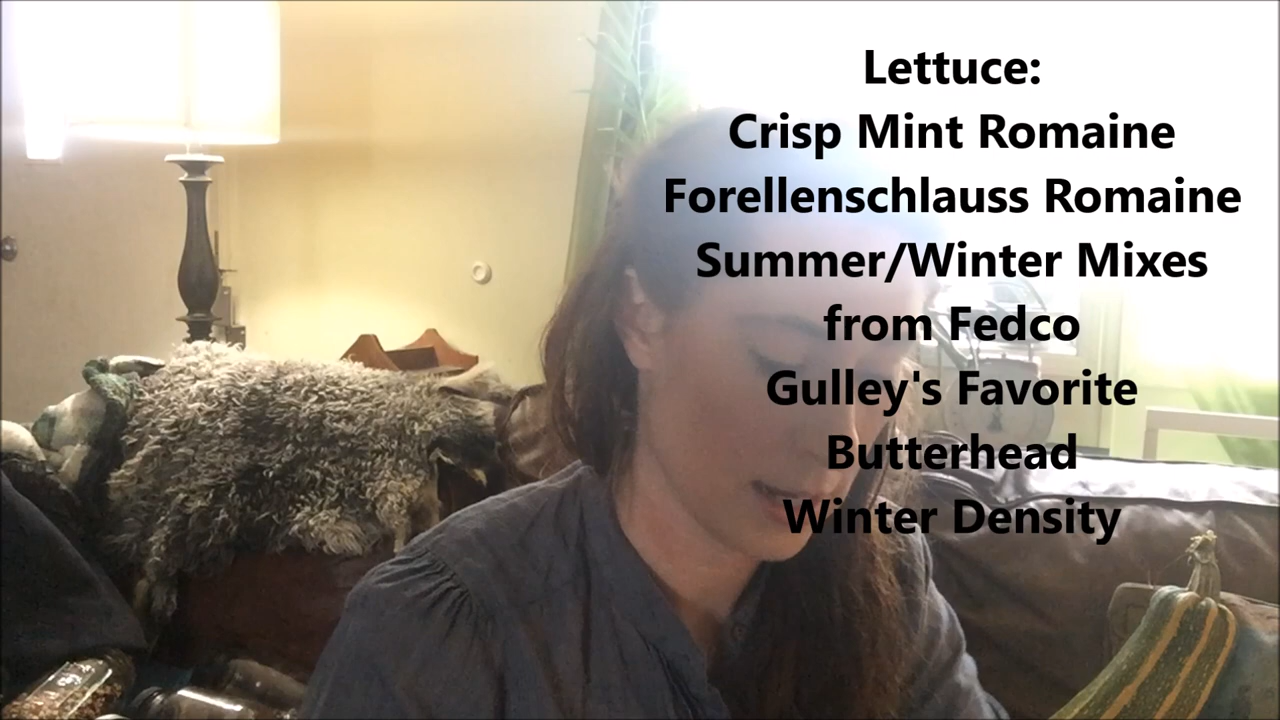 Lettuce:
Crisp Mint Romaine
Forellenschlauss Romaine
Summer/Winter Mixes
from Fedco
Gulley's Favorite
Butterhead
Winter Density